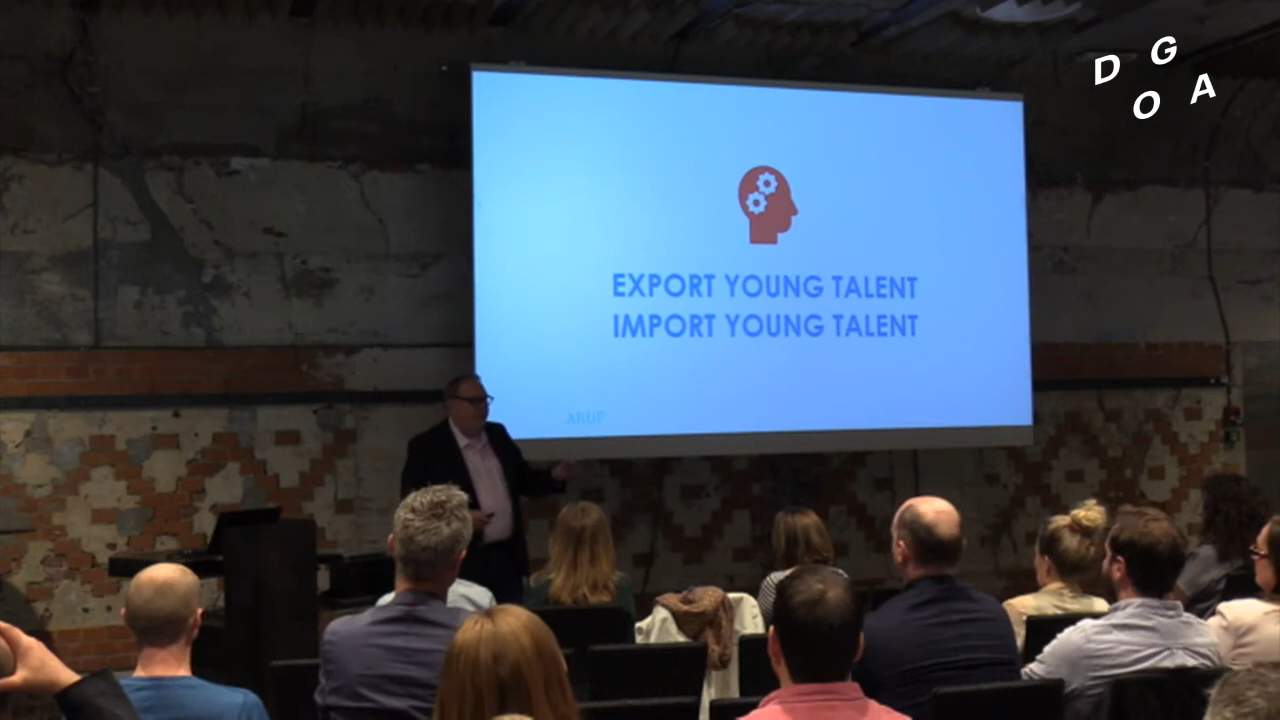 D G
O A
EXPORT YOUNG TALENT
IMPORT YOUNG TALENT
ARUP